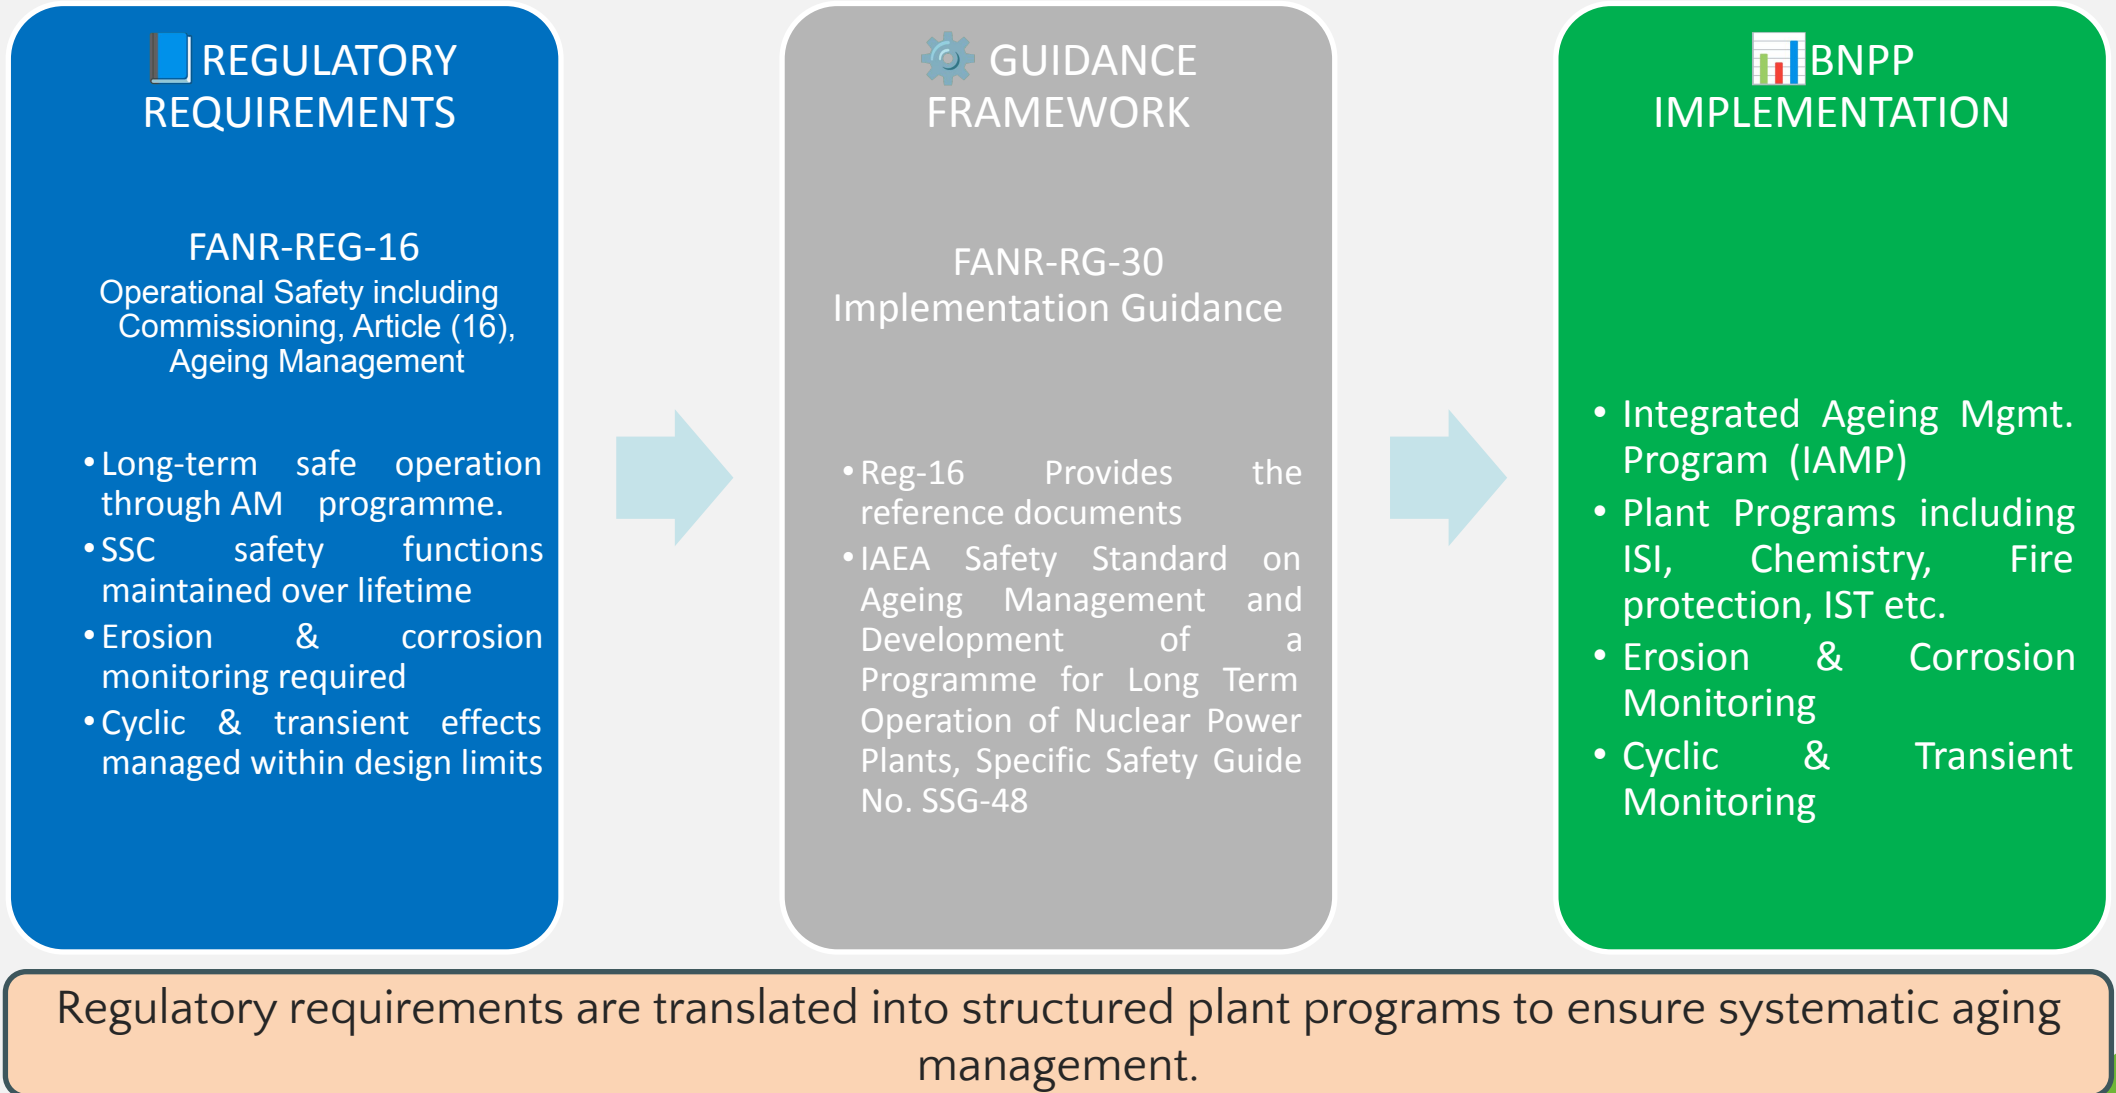 📘REGULATORY
REQUIREMENTS
FANR-REG-16
Operational Safety including
Commissioning, Article (16),
Ageing Management
• Long-term safe operation
through AM programme.
• SSC safety functions
maintained over lifetime
• Erosion & corrosion
monitoring required
• Cyclic & transient effects
managed within design limits
⚙️ GUIDANCE
FRAMEWORK
FANR-RG-30
Implementation Guidance
• Reg-16 Provides the
reference documents
• IAEA Safety Standard on
Ageing Management and
Development of a
Programme for Long Term
Operation of Nuclear Power
Plants, Specific Safety Guide
No. SSG-48
📊BNPP
IMPLEMENTATION
• Integrated Ageing Mgmt.
Program (IAMP)
• Plant Programs including
ISI, Chemistry, Fire
protection, IST etc.
• Erosion & Corrosion
Monitoring
• Cyclic & Transient
Monitoring
Regulatory requirements are translated into structured plant programs to ensure systematic aging
management.